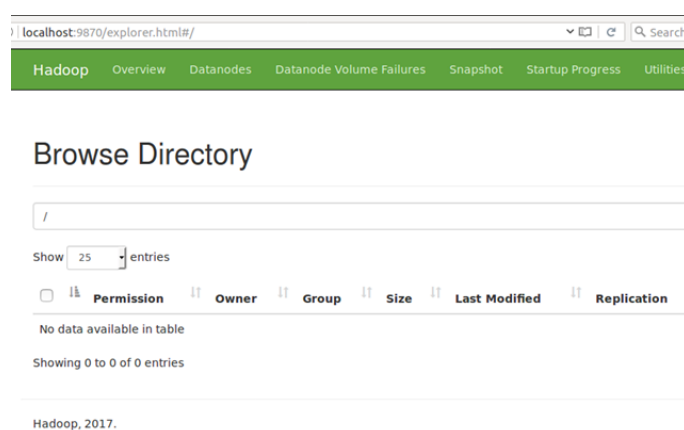 localhost:9870/explorer.html#/ Search
Hadoop Overview Datanodes Datanode Volume Failures Snapshot Startup Progress Utilities
Browse Directory
/
Show 25 entries
Permission Owner Group Size Last Modified Replication
No data available in table
Showing 0 to 0 of 0 entries
Hadoop, 2017.